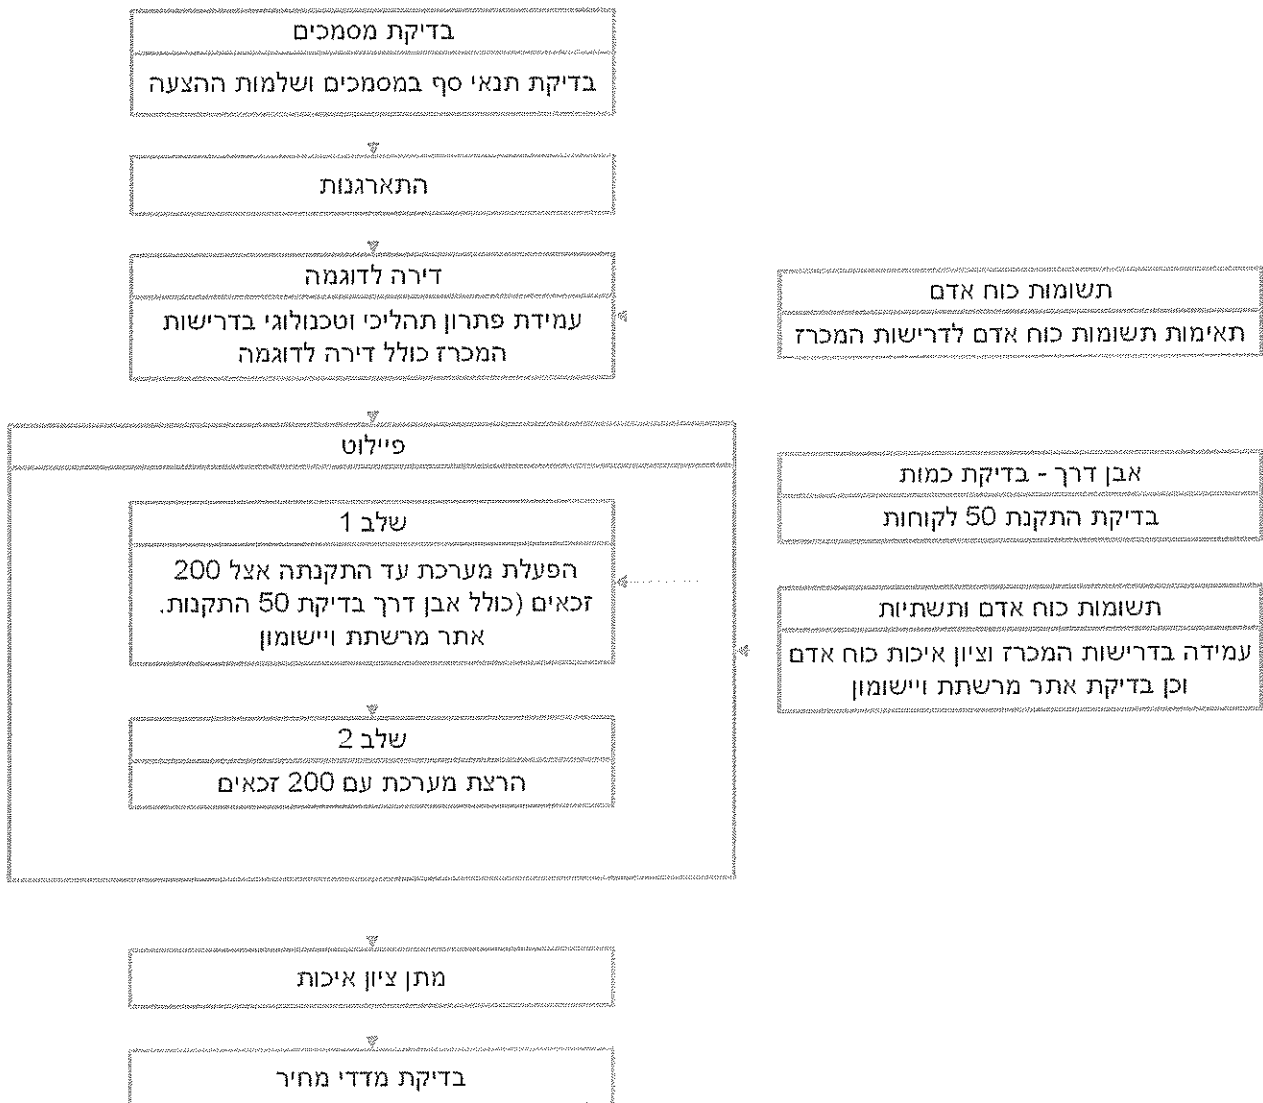 בדיקת מסמכים
בדיקת תנאי סף במסמכים ושלמות ההצעה
התארגנות
דירה לדוגמה
עמידת פתרון תהליכי וטכנולוגי בדרישות
המכרז כולל דירה לדוגמה
תשומות כוח אדם
תאימות תשומות כוח אדם לדרישות המכרז
פיילוט
שלב 1
הפעלת מערכת עד התקנתה אצל 200
זכאים (כולל אבן דרך בדיקת 50 התקנות.
אתר מרשתת ויישומון
שלב 2
הרצת מערכת עם 200 זכאים
אבן דרך - בדיקת כמות
בדיקת התקנת 50 לקוחות
תשומות כוח אדם ותשתיות
עמידה בדרישות המכרז וציון איכות כוח אדם
וכן בדיקת אתר מרשתת ויישומון
מתן ציון איכות
בדיקת מדדי מחיר